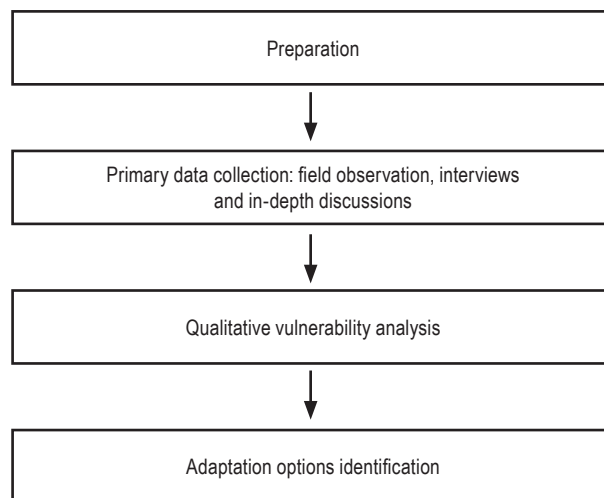 Preparation
Primary data collection: field observation, interviews
and in-depth discussions
Qualitative vulnerability analysis
Adaptation options identification